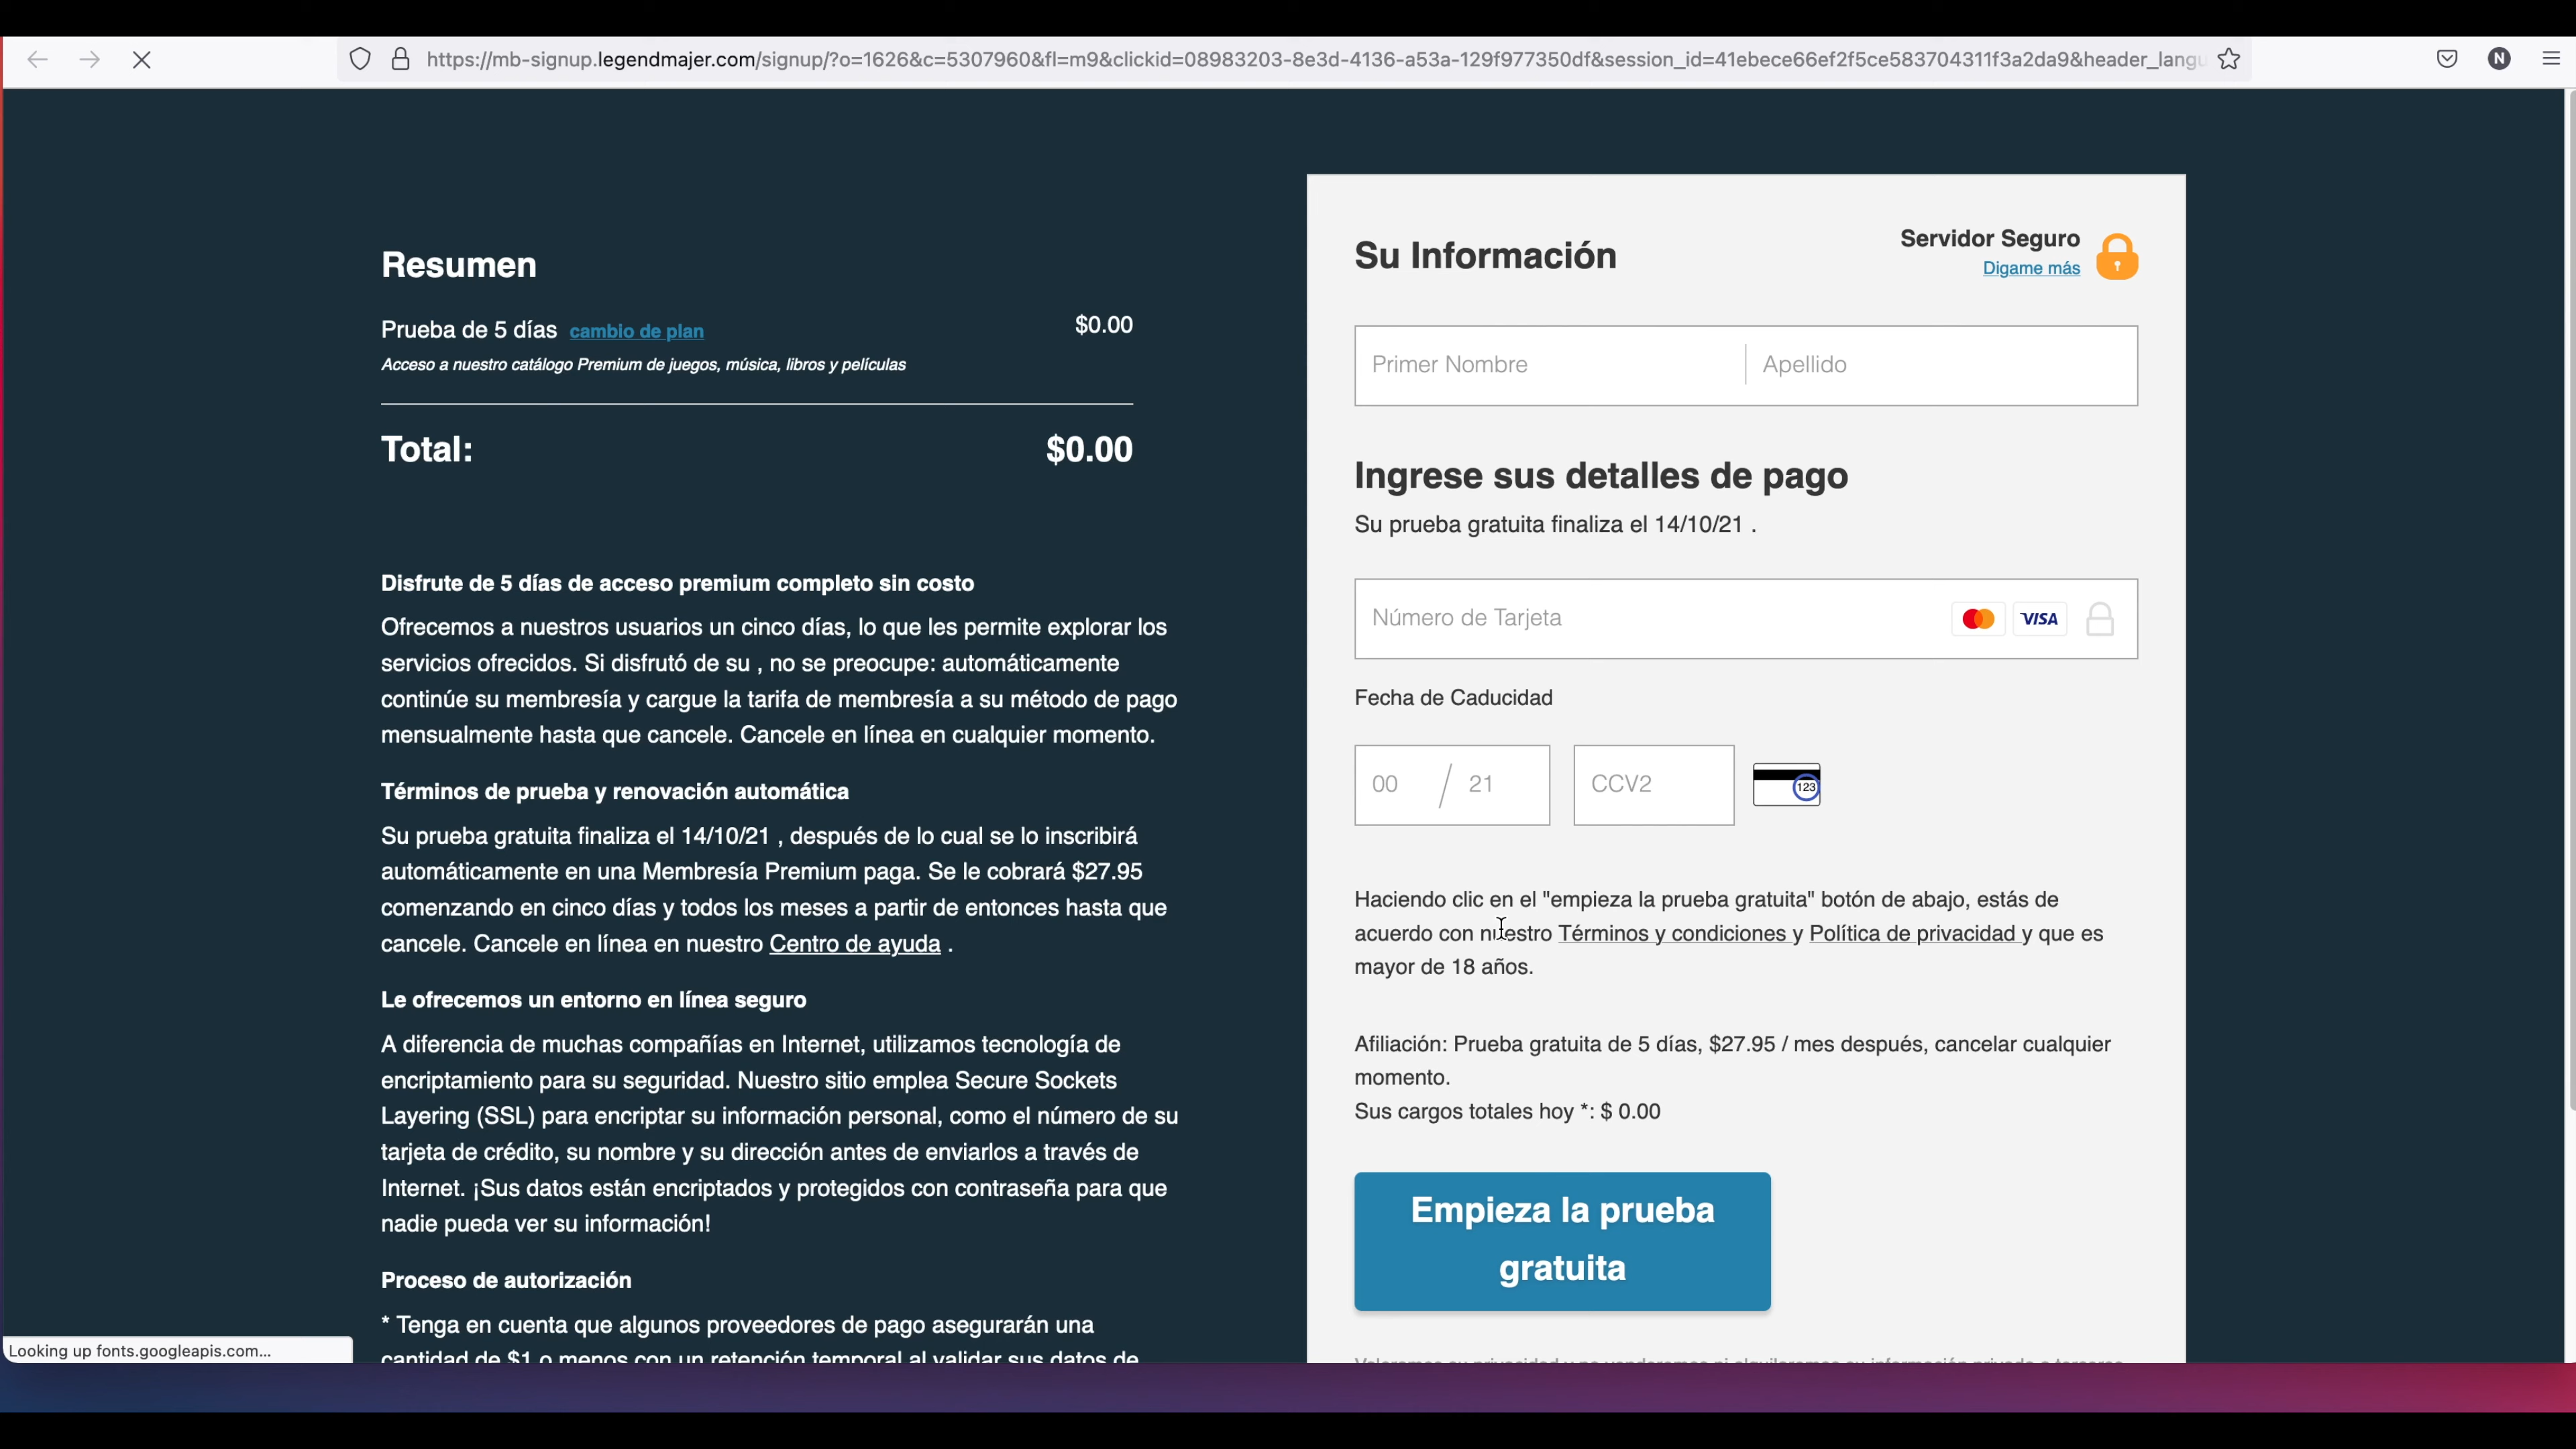 https://mb-signup.legendmajer.com/signup/?o=1626&c=5307960&fl=m9&clickid=08983203-8e3d-4136-a53a-129f977350df&session_id=41ebece66ef2f5ce583704311f3a2da9&header_langu
N
Resumen
Prueba de 5 días cambio de plan $0.00
Acceso a nuestro catálogo Premium de juegos, música, libros y películas
Total: $0.00
Disfrute de 5 días de acceso premium completo sin costo
Ofrecemos a nuestros usuarios un cinco días, lo que les permite explorar los
servicios ofrecidos. Si disfrutó de su , no se preocupe: automáticamente
continúe su membresía y cargue la tarifa de membresía a su método de pago
mensualmente hasta que cancele. Cancele en línea en cualquier momento.
Términos de prueba y renovación automática
Su prueba gratuita finaliza el 14/10/21 , después de lo cual se lo inscribirá
automáticamente en una Membresía Premium paga. Se le cobrará $27.95
comenzando en cinco días y todos los meses a partir de entonces hasta que
cancele. Cancele en línea en nuestro Centro de ayuda .
Le ofrecemos un entorno en línea seguro
A diferencia de muchas compañías en Internet, utilizamos tecnología de
encriptamiento para su seguridad. Nuestro sitio emplea Secure Sockets
Layering (SSL) para encriptar su información personal, como el número de su
tarjeta de crédito, su nombre y su dirección antes de enviarlos a través de
Internet. ¡Sus datos están encriptados y protegidos con contraseña para que
nadie pueda ver su información!
Proceso de autorización
* Tenga en cuenta que algunos proveedores de pago asegurarán una
cantidad de $1 o menos con un retención temporal al validar sus datos de
Su Información
Servidor Seguro
Digame más
Primer Nombre Apellido
Ingrese sus detalles de pago
Su prueba gratuita finaliza el 14/10/21 .
Número de Tarjeta VISA
Fecha de Caducidad
00 / 21 CCV2 123
Haciendo clic en el "empieza la prueba gratuita" botón de abajo, estás de
acuerdo con nuestro Términos y condiciones y Política de privacidad y que es
mayor de 18 años.
Afiliación: Prueba gratuita de 5 días, $27.95 / mes después, cancelar cualquier
momento.
Sus cargos totales hoy *: $ 0.00
Empieza la prueba
gratuita
Looking up fonts.googleapis.com...